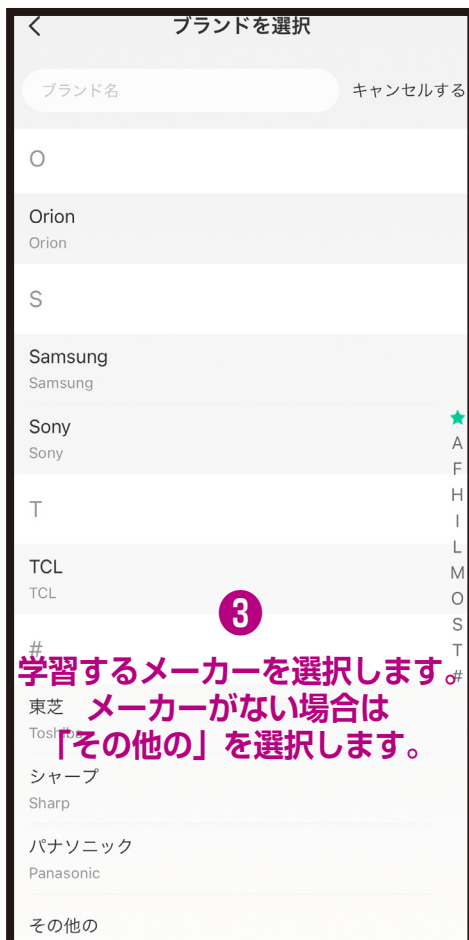 ブランドを選択
ブランド名
キャンセルする
O
Orion
Orion
S
Samsung
Samsung
Sony
Sony
T
TCL
TCL
#
❸
学習するメーカーを選択します。
メーカーがない場合は
「その他の」を選択します。
東芝
Toshiba
シャープ
Sharp
パナソニック
Panasonic
その他の
★
A
F
H
I
L
M
O
S
T
#